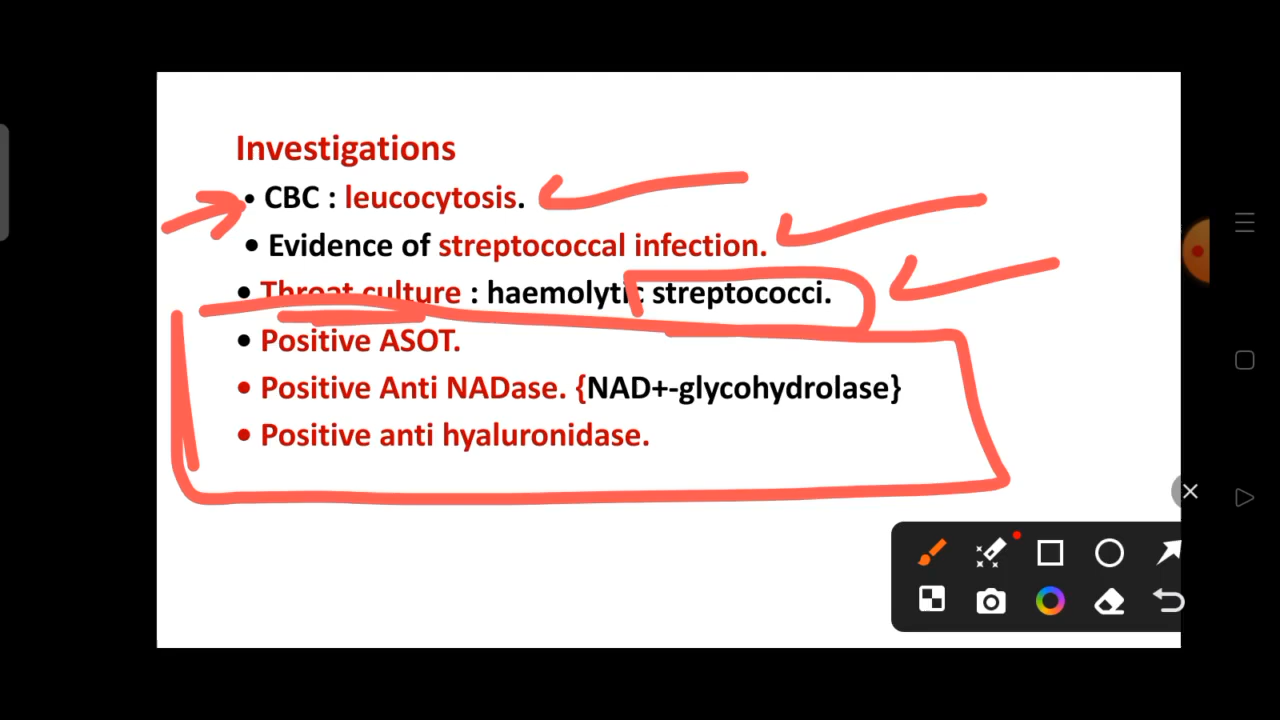 Investigations
• CBC : leucocytosis.
• Evidence of streptococcal infection.
• Throat culture : haemolytic streptococci.
• Positive ASOT.
• Positive Anti NADase. {NAD+-glycohydrolase}
• Positive anti hyaluronidase.